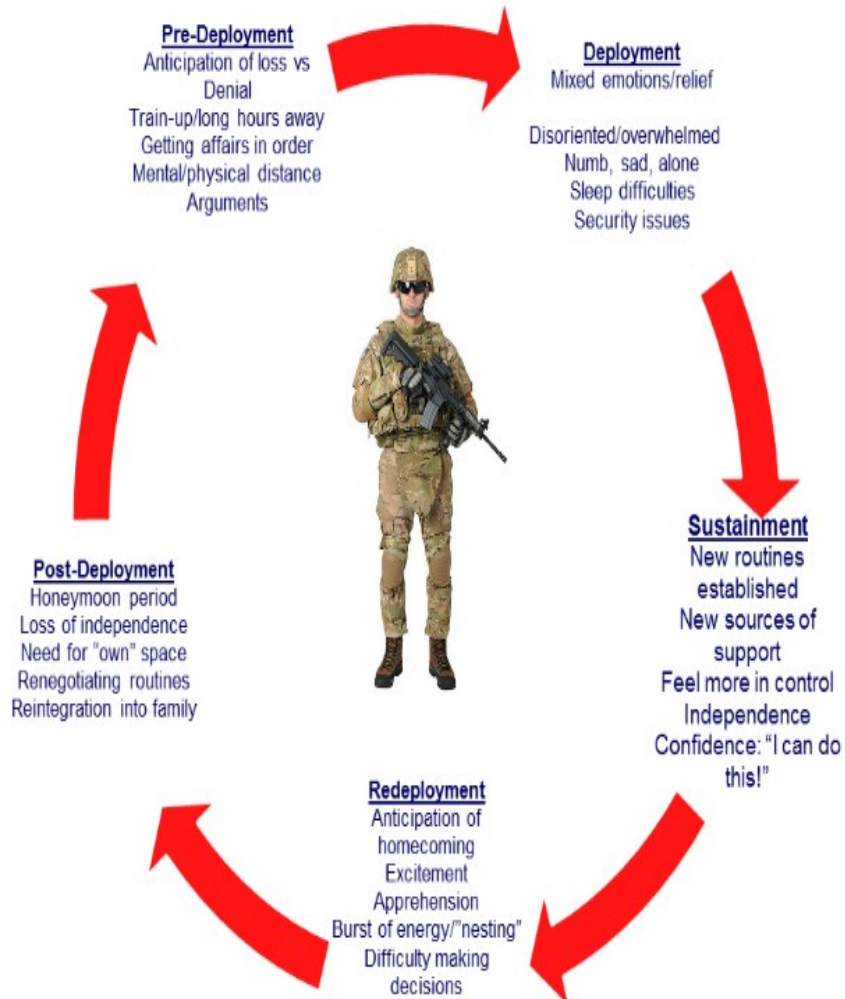 Pre-Deployment
Anticipation of loss vs
Denial
Train-up/long hours away
Getting affairs in order
Mental/physical distance
Arguments
Deployment
Mixed emotions/relief
Disoriented/overwhelmed
Numb, sad, alone
Sleep difficulties
Security issues
Sustainment
New routines
established
New sources of
support
Feel more in control
Independence
Confidence: “I can do
this!”
Redeployment
Anticipation of
homecoming
Excitement
Apprehension
Burst of energy/”nesting”
Difficulty making
decisions
Post-Deployment
Honeymoon period
Loss of independence
Need for “own” space
Renegotiating routines
Reintegration into family